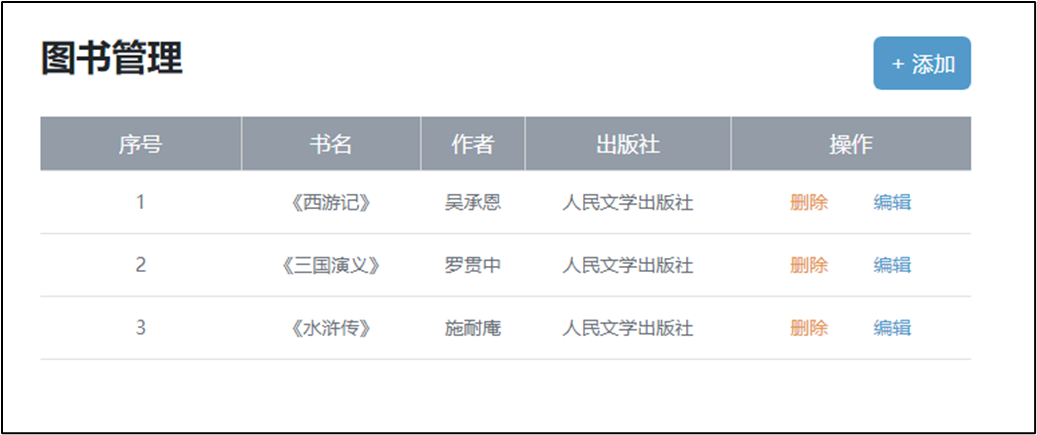 图书管理
+ 添加
序号 书名 作者 出版社 操作
1 《西游记》 吴承恩 人民文学出版社 删除 编辑
2 《三国演义》 罗贯中 人民文学出版社 删除 编辑
3 《水浒传》 施耐庵 人民文学出版社 删除 编辑